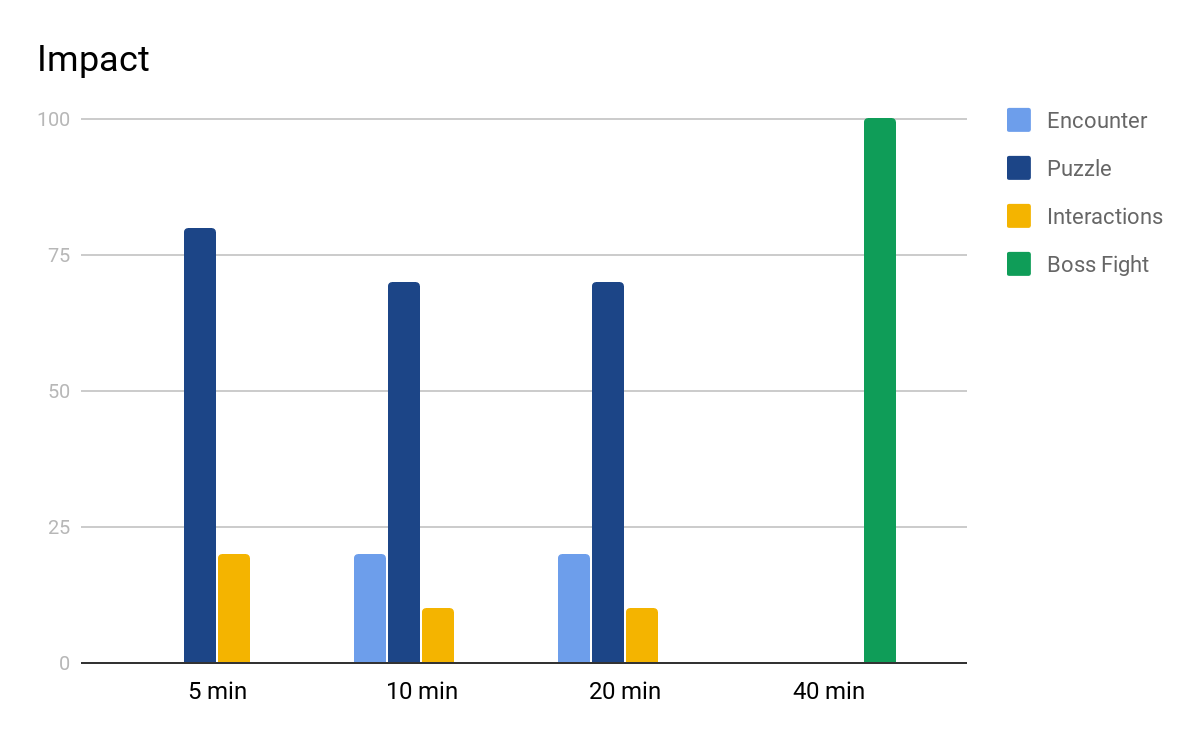 Impact
100
75
50
25
0
5 min
10 min
20 min
40 min
Encounter
Puzzle
Interactions
Boss Fight